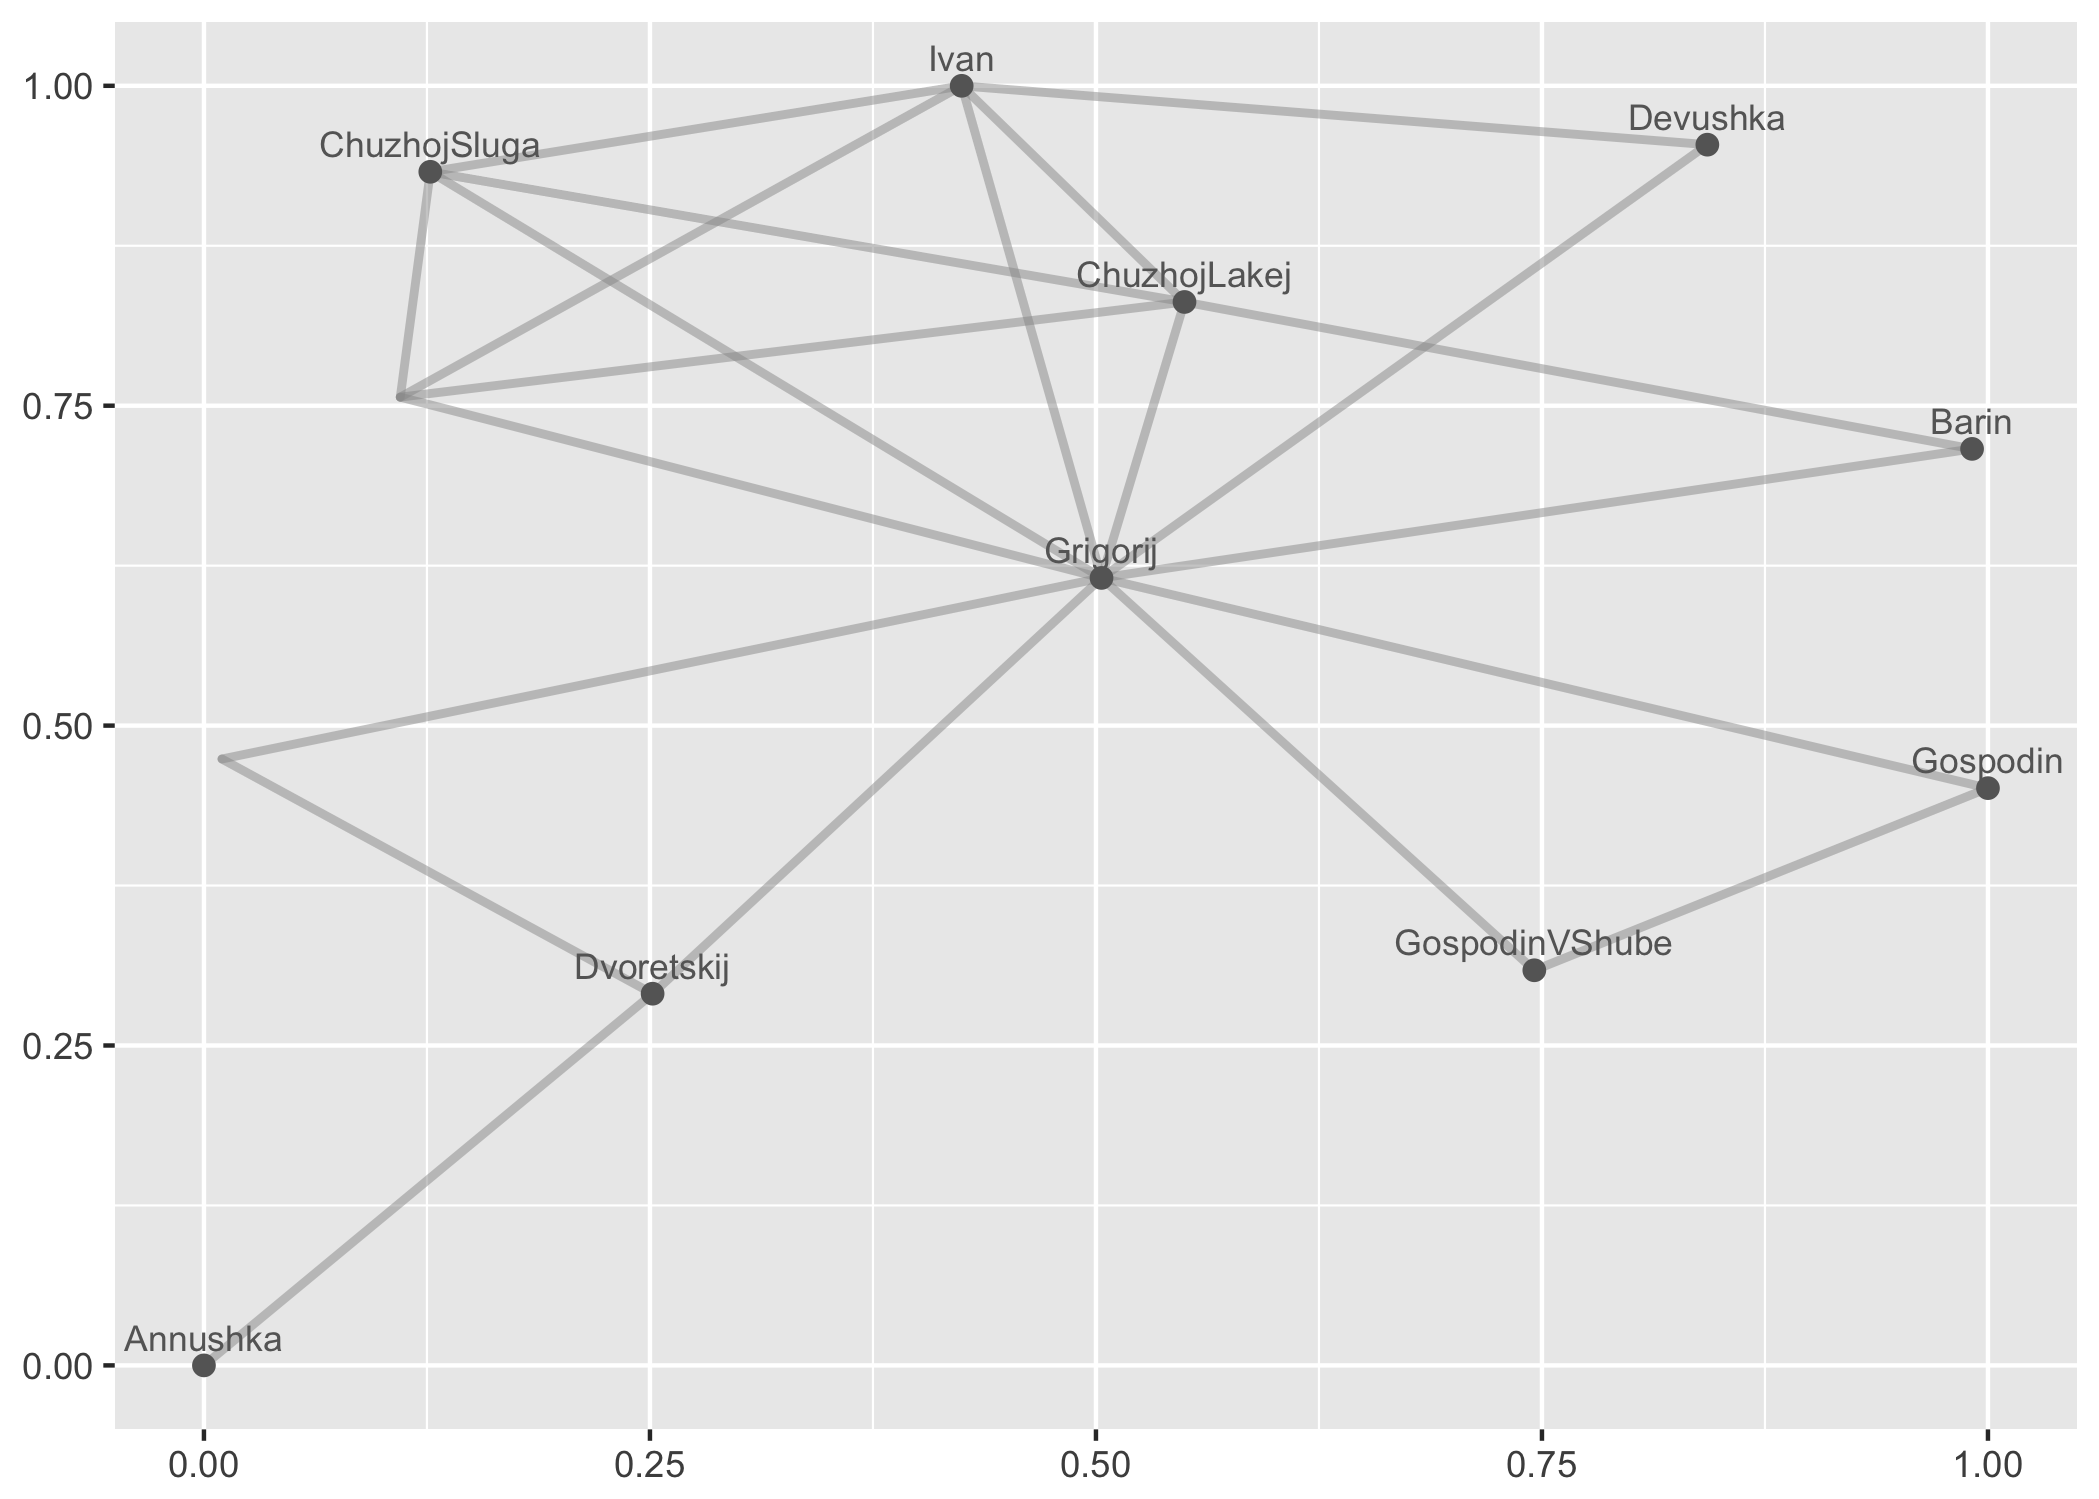 Ivan
Devushka
ChuzhojSluga
ChuzhojLakej
Barin
Grigorij
Gospodin
GospodinVShube
Dvoretskij
Annushka
1.00
0.75
0.50
0.25
0.00
0.00 0.25 0.50 0.75 1.00